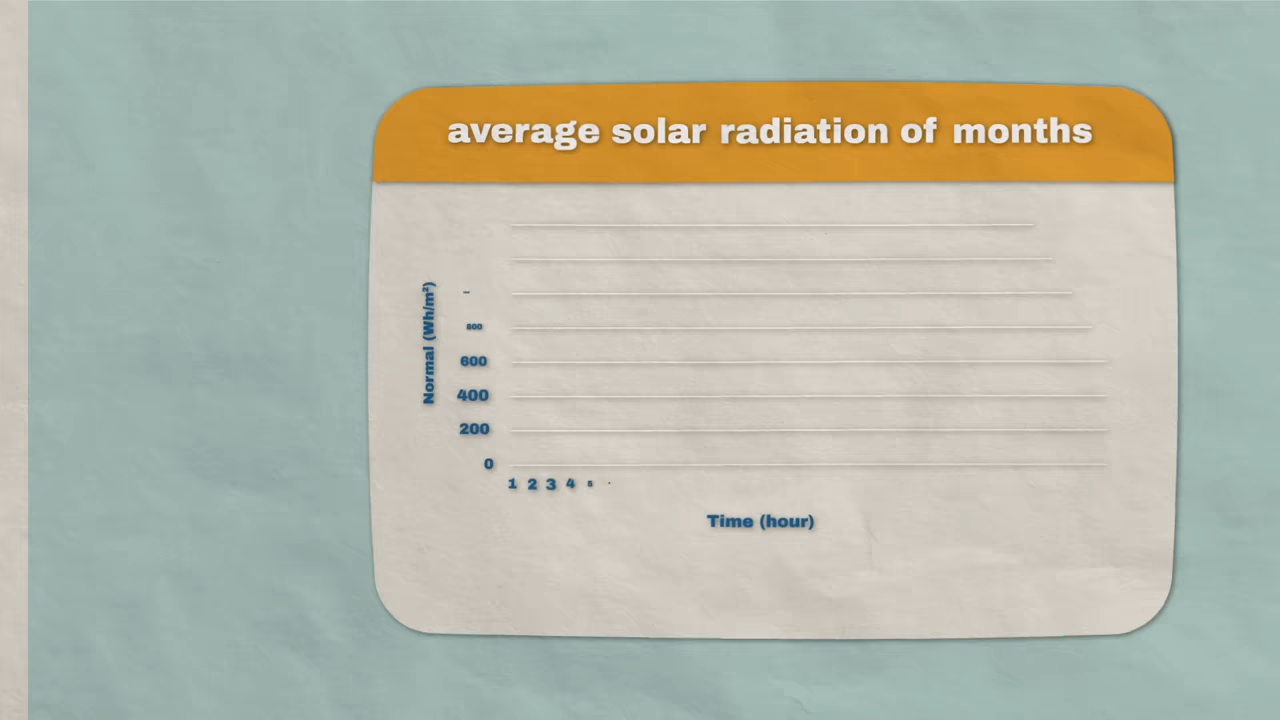 average solar radiation of months
Normal (Wh/m²)
800
600
400
200
0
1 2 3 4 5
Time (hour)